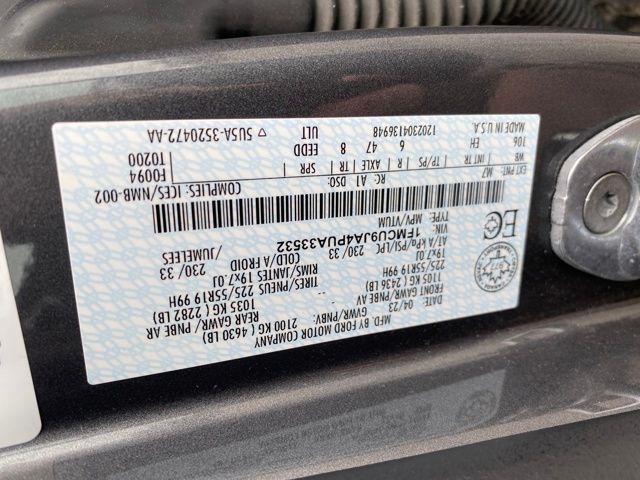 MFD. BY FORD MOTOR COMPANY
DATE: 04/23 GVWR/PNBV: 2100 KG ( 4630 LB)
FRONT GAWR/ PNBE AV REAR GAWR/ PNBE AR
1105 KG ( 2436 LB) 1035 KG ( 2282 LB)
225/55R19 99H TIRES/PNEUS 225/55R19 99H
19X7.0J RIMS/JANTES 19X7.0J
AT/A kPa/PSI/LPC 230 / 33 COLD/A FROID 230 / 33
/JUMELEES
VIN: 1FMCU9JA4PUA33532
TYPE: MPV/VTUM
COMPLIES: ICES/NMB-002
EXT PNT: M7 RC: A1 DSO: F0094
T0200
WB INTR TR TP/PS R AXLE TR SPR
106 EH 6 47 8 EEDD
MADE IN U.S.A. ULT
120230413694B 5U5A-3520472-AA